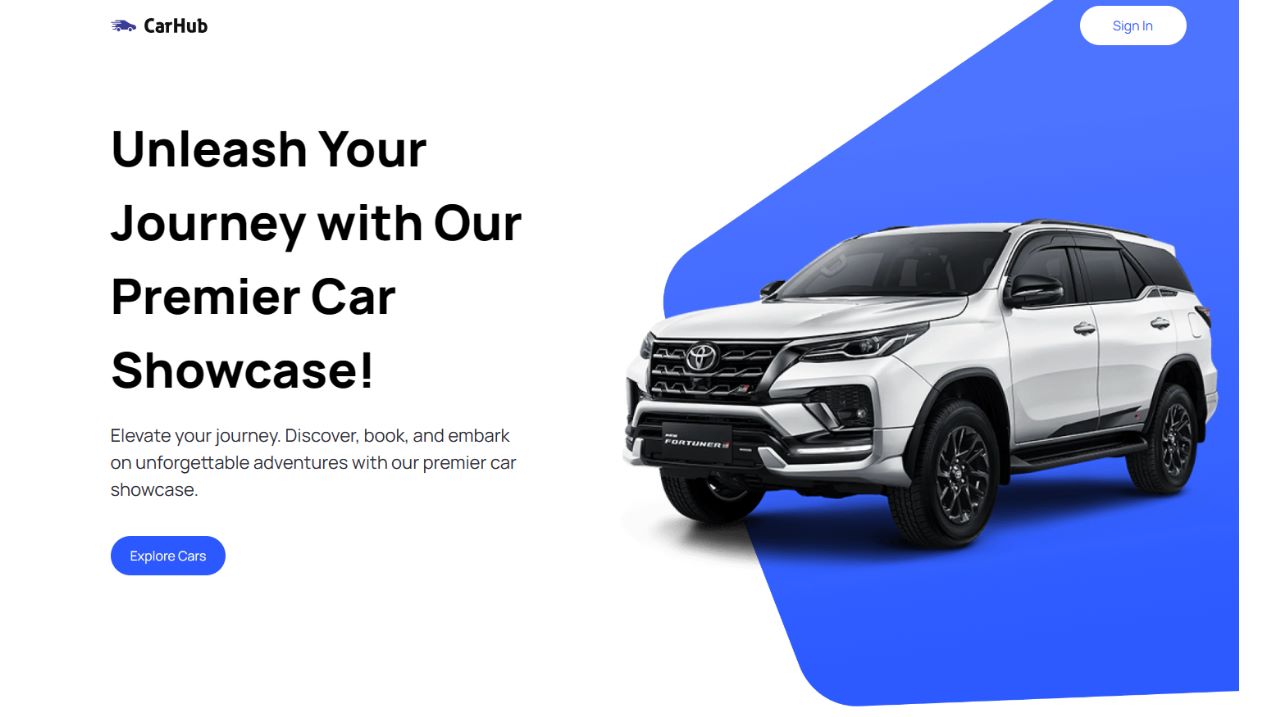 CarHub
Sign In
Unleash Your
Journey with Our
Premier Car
Showcase!
Elevate your journey. Discover, book, and embark
on unforgettable adventures with our premier car
showcase.
Explore Cars
NEW
FORTUNER